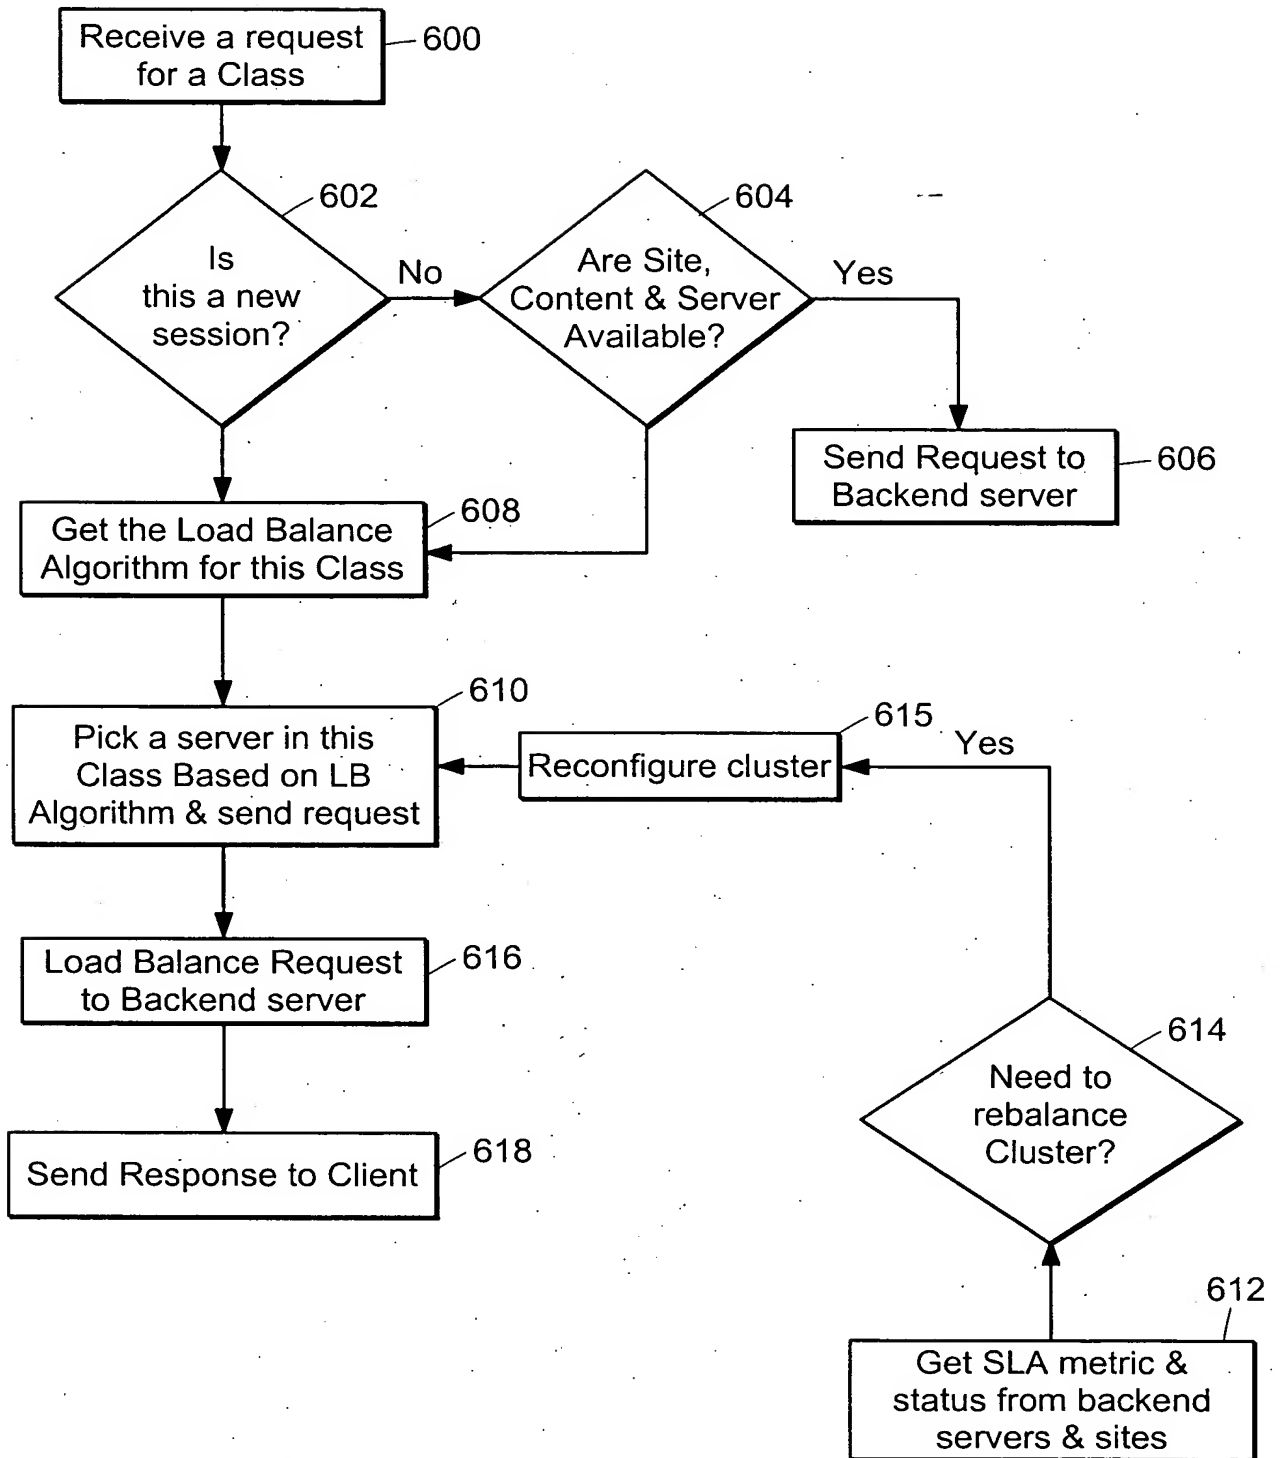 Receive a request
for a Class
600
602
Is
this a new
session?
No
604
Are Site,
Content & Server
Available?
Yes
Send Request to
Backend server
606
Get the Load Balance
Algorithm for this Class
608
Pick a server in this
Class Based on LB
Algorithm & send request
610
Reconfigure cluster
615
Yes
Load Balance Request
to Backend server
616
614
Need to
rebalance
Cluster?
Send Response to Client
618
612
Get SLA metric &
status from backend
servers & sites